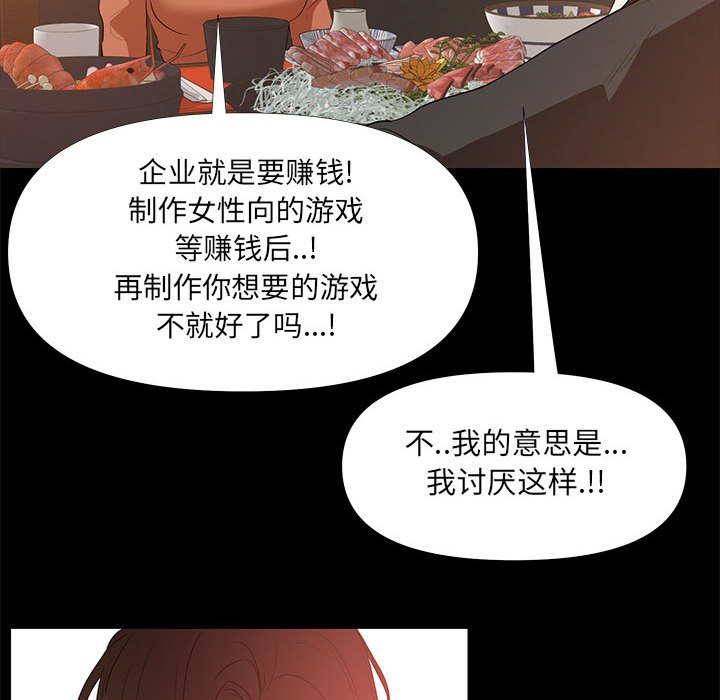 企业就是要赚钱!
制作女性向的游戏
等赚钱后..!
再制作你想要的游戏
不就好了吗...!
不..我的意思是...
我讨厌这样.!!